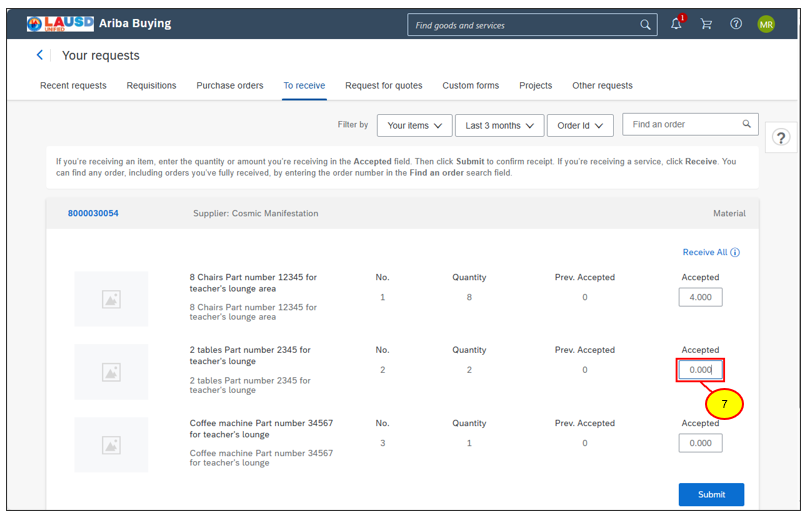 LAUSD
UNIFIED
Ariba Buying
Find goods and services
1
MR
Your requests
Recent requests Requisitions Purchase orders To receive Request for quotes Custom forms Projects Other requests
Filter by Your items Last 3 months Order Id Find an order
?
If you're receiving an item, enter the quantity or amount you're receiving in the Accepted field. Then click Submit to confirm receipt. If you're receiving a service, click Receive. You
can find any order, including orders you've fully received, by entering the order number in the Find an order search field.
8000030054 Supplier: Cosmic Manifestation Material
Receive All
8 Chairs Part number 12345 for No. Quantity Prev. Accepted Accepted
teacher's lounge area
1 8 0 4.000
8 Chairs Part number 12345 for
teacher's lounge area
2 tables Part number 2345 for No. Quantity Prev. Accepted Accepted
teacher's lounge
2 2 0 0.000
2 tables Part number 2345 for
teacher's lounge
7
Coffee machine Part number 34567 No. Quantity Prev. Accepted Accepted
for teacher's lounge
3 1 0 0.000
Coffee machine Part number 34567
for teacher's lounge
Submit